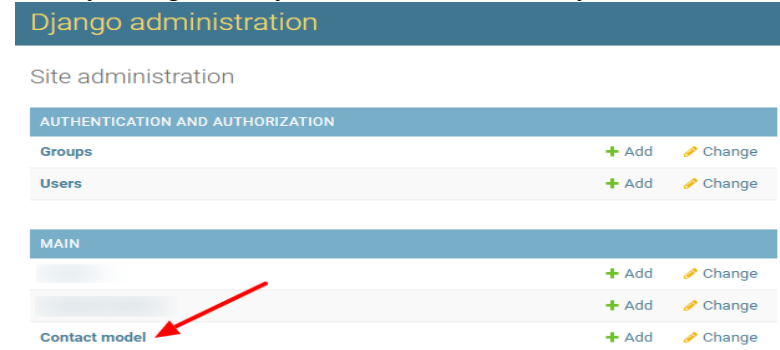 Django administration
Site administration
AUTHENTICATION AND AUTHORIZATION
Groups + Add Change
Users + Add Change
MAIN
+ Add Change
+ Add Change
Contact model + Add Change